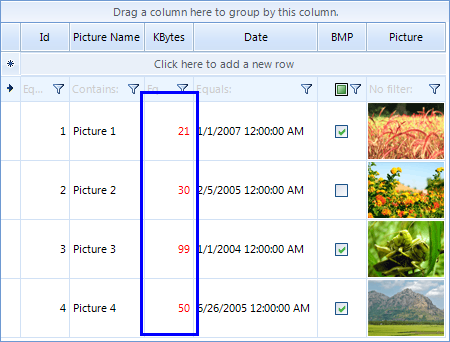 Drag a column here to group by this column.
Id Picture Name KBytes Date BMP Picture
Click here to add a new row
Eq... Contains: Eq... Equals: No filter:
1 Picture 1 21 1/1/2007 12:00:00 AM
2 Picture 2 30 2/5/2005 12:00:00 AM
3 Picture 3 99 1/1/2004 12:00:00 AM
4 Picture 4 50 5/26/2005 12:00:00 AM